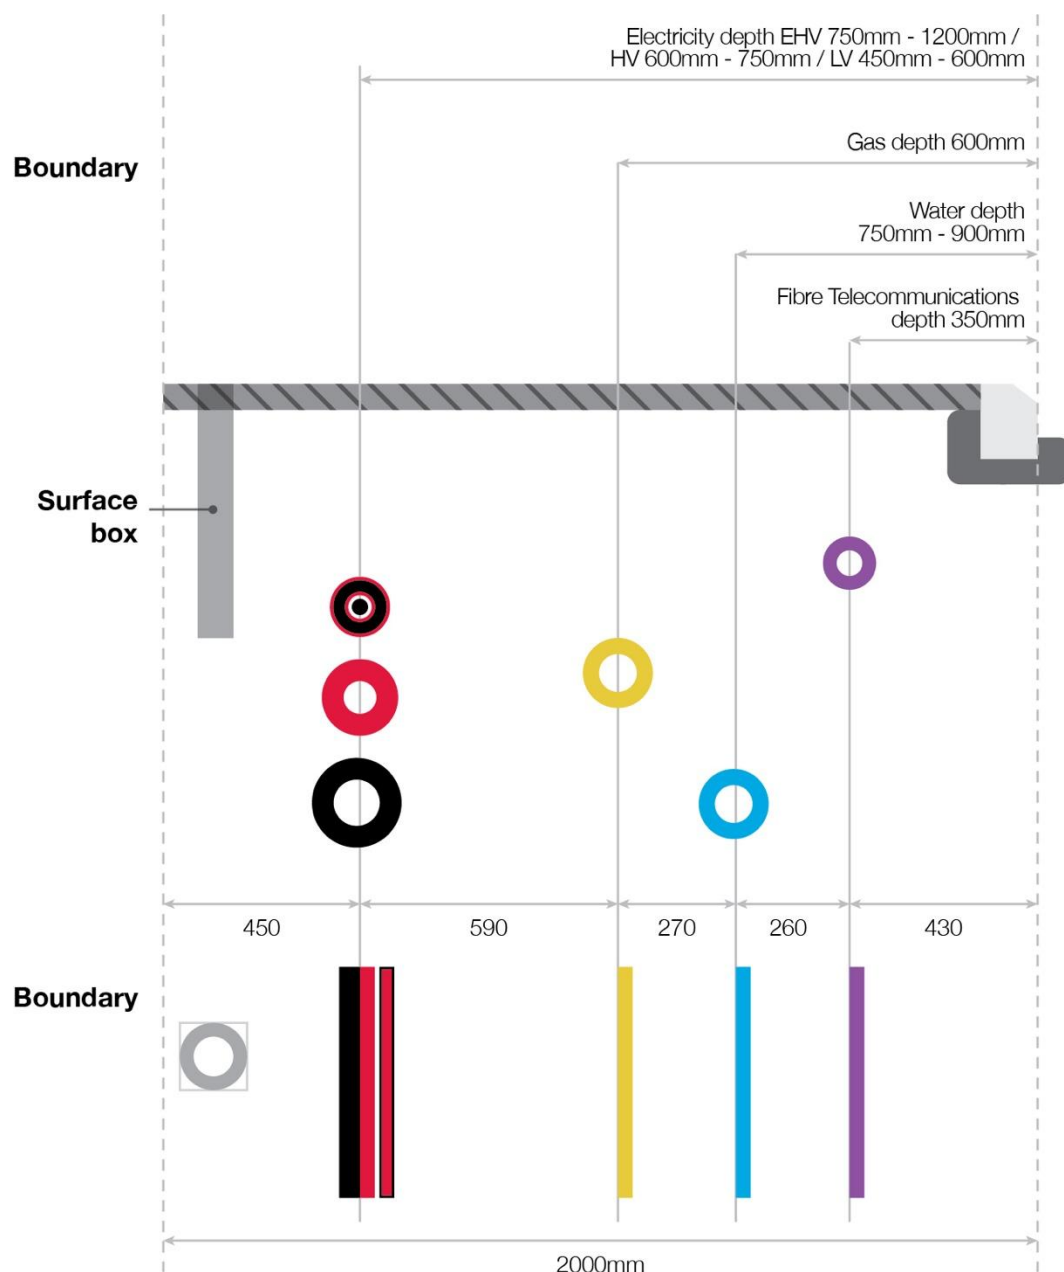 Electricity depth EHV 750mm - 1200mm /
HV 600mm - 750mm / LV 450mm - 600mm
Boundary
Gas depth 600mm
Water depth
750mm - 900mm
Fibre Telecommunications
depth 350mm
Surface
box
450
590
270
260
430
Boundary
2000mm